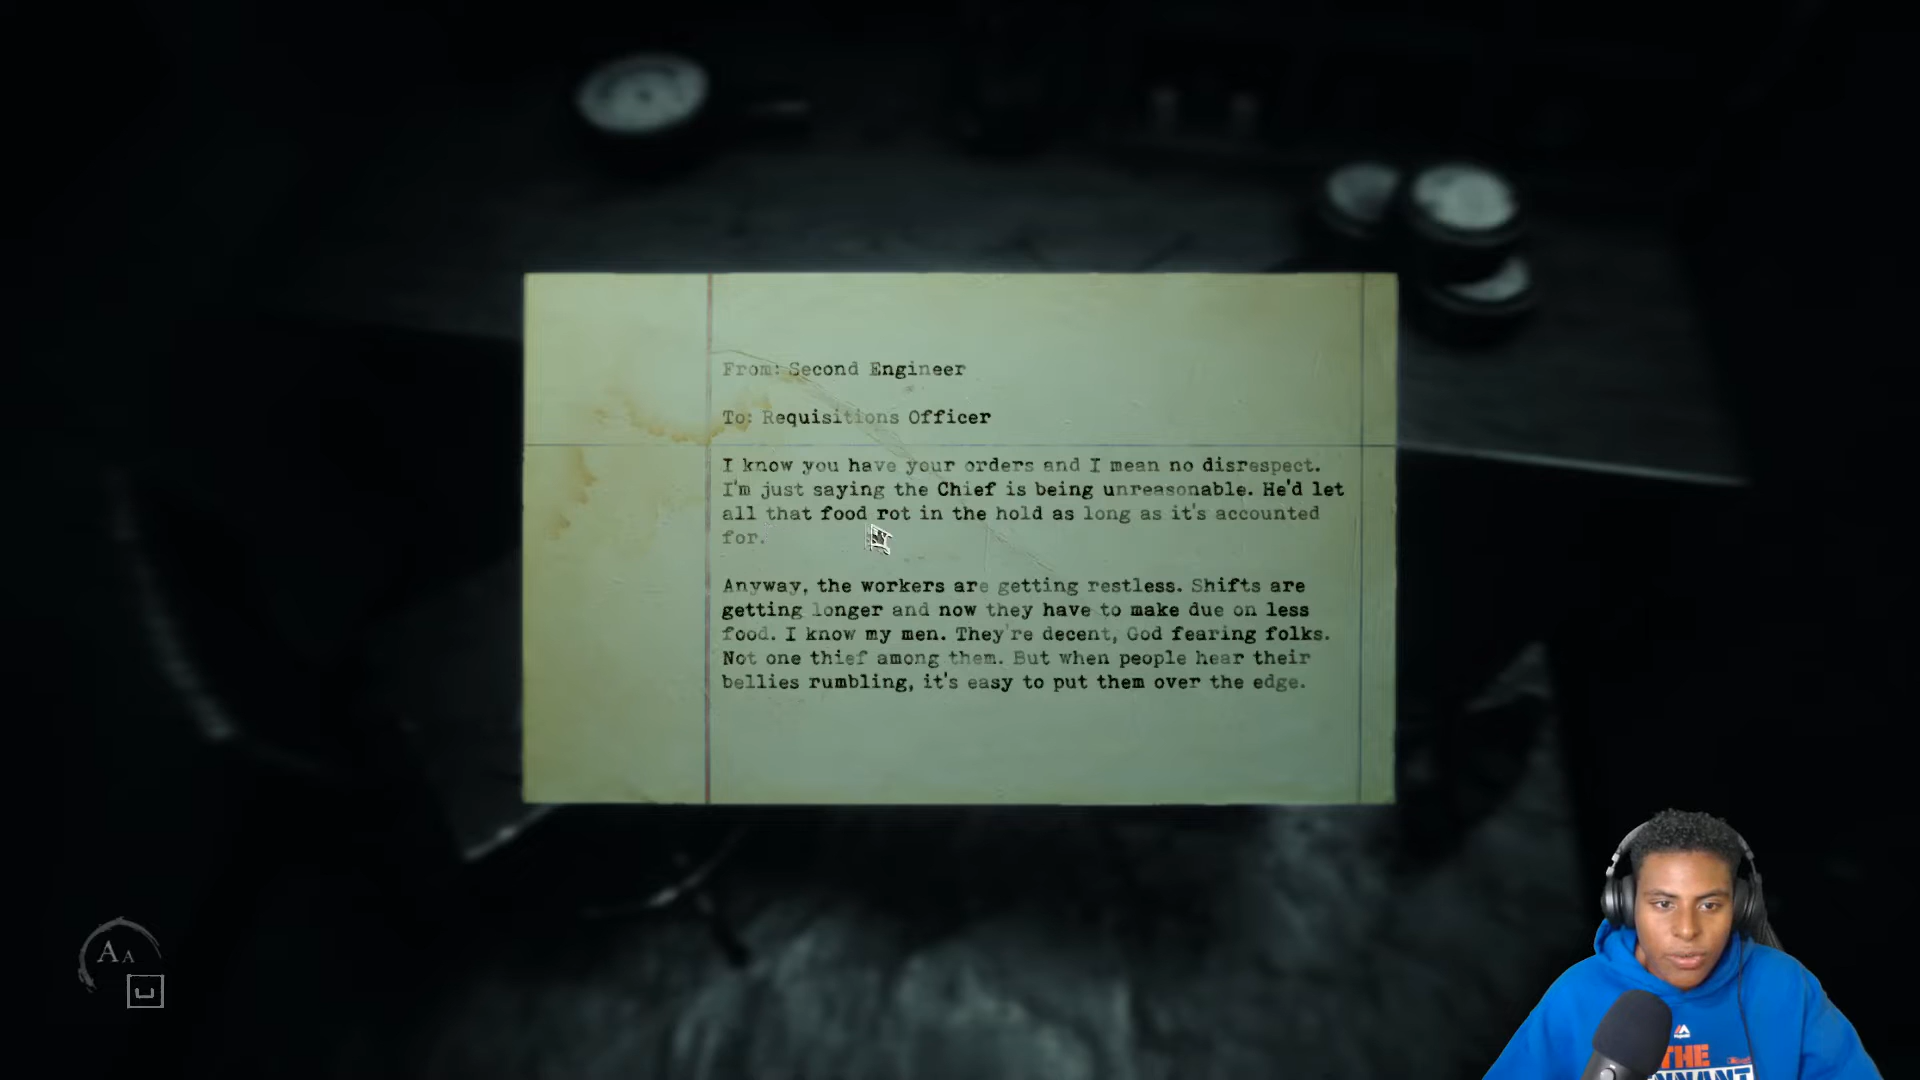 From: Second Engineer
To: Requisitions Officer
I know you have your orders and I mean no disrespect.
I'm just saying the Chief is being unreasonable. He'd let
all that food rot in the hold as long as it's accounted
for.
Anyway, the workers are getting restless. Shifts are
getting longer and now they have to make due on less
food. I know my men. They're decent, God fearing folks.
Not one thief among them. But when people hear their
bellies rumbling, it's easy to put them over the edge.
A A
THE